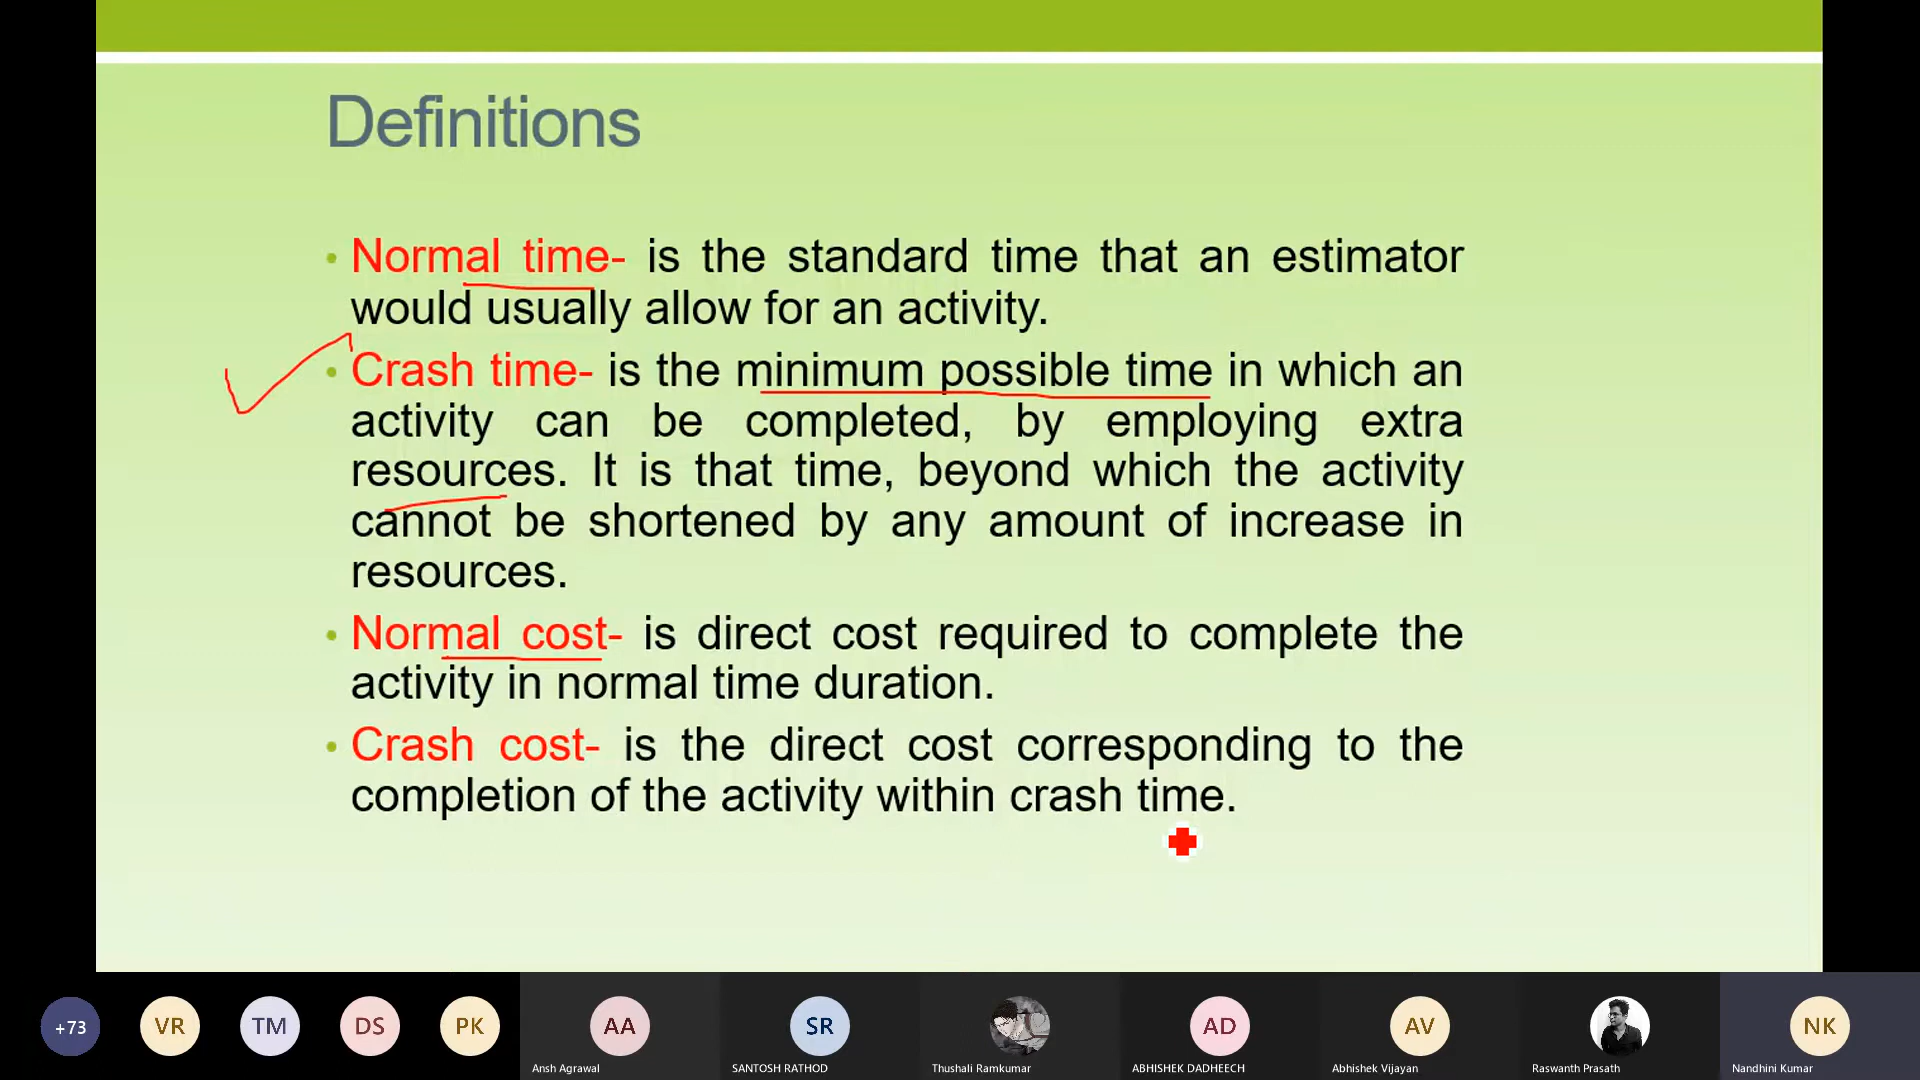 Definitions
• Normal time- is the standard time that an estimator
would usually allow for an activity.
• Crash time- is the minimum possible time in which an
activity can be completed, by employing extra
resources. It is that time, beyond which the activity
cannot be shortened by any amount of increase in
resources.
• Normal cost- is direct cost required to complete the
activity in normal time duration.
• Crash cost- is the direct cost corresponding to the
completion of the activity within crash time.
+73 VR TM DS PK AA SR AD AV NK
Ansh Agrawal SANTOSH RATHOD Thushali Ramkumar ABHISHEK DADHEECH Abhishek Vijayan Raswanth Prasath Nandhini Kumar